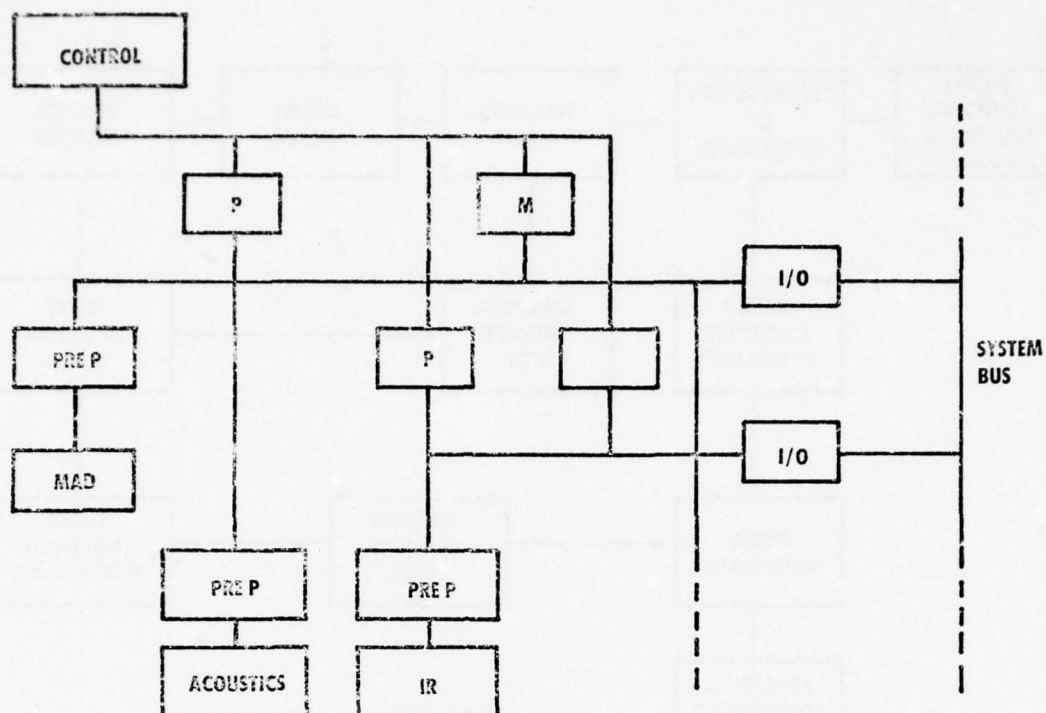 CONTROL
P
M
I/O
PRE P
P
SYSTEM
BUS
I/O
MAD
PRE P
PRE P
ACOUSTICS
IR